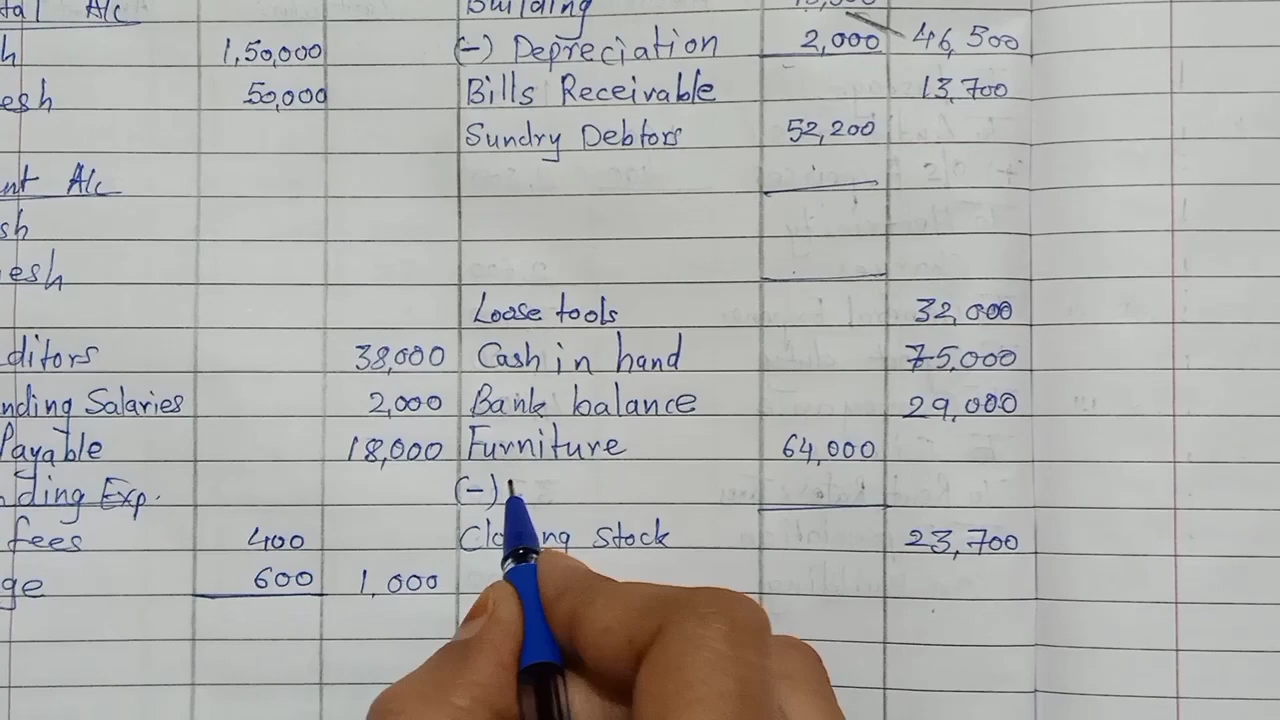 tal A/c Building
h 1,50,000 (-) Depreciation 2,000 46,500
esh 50,000 Bills Receivable 13,700
Sundry Debtors 52,200
nt A/c
sh
esh
Loose tools 32,000
ditors 38,000 Cash in hand 75,000
nding Salaries 2,000 Bank balance 29,000
Payable 18,000 Furniture 64,000
ding Exp. (-)
fees 400 Closing Stock 23,700
ge 600 1,000